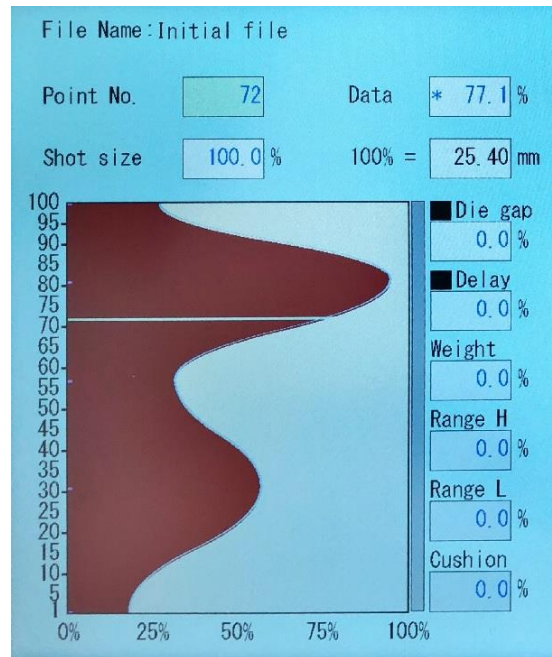 File Name:Initial file
Point No. 72 Data * 77.1 %
Shot size 100.0 % 100% = 25.40 mm
100
95
90
85
80
75
70
65
60
55
50
45
40
35
30
25
20
15
10
5
1
0% 25% 50% 75% 100%
Die gap
0.0 %
Delay
0.0 %
Weight
0.0 %
Range H
0.0 %
Range L
0.0 %
Cushion
0.0 %